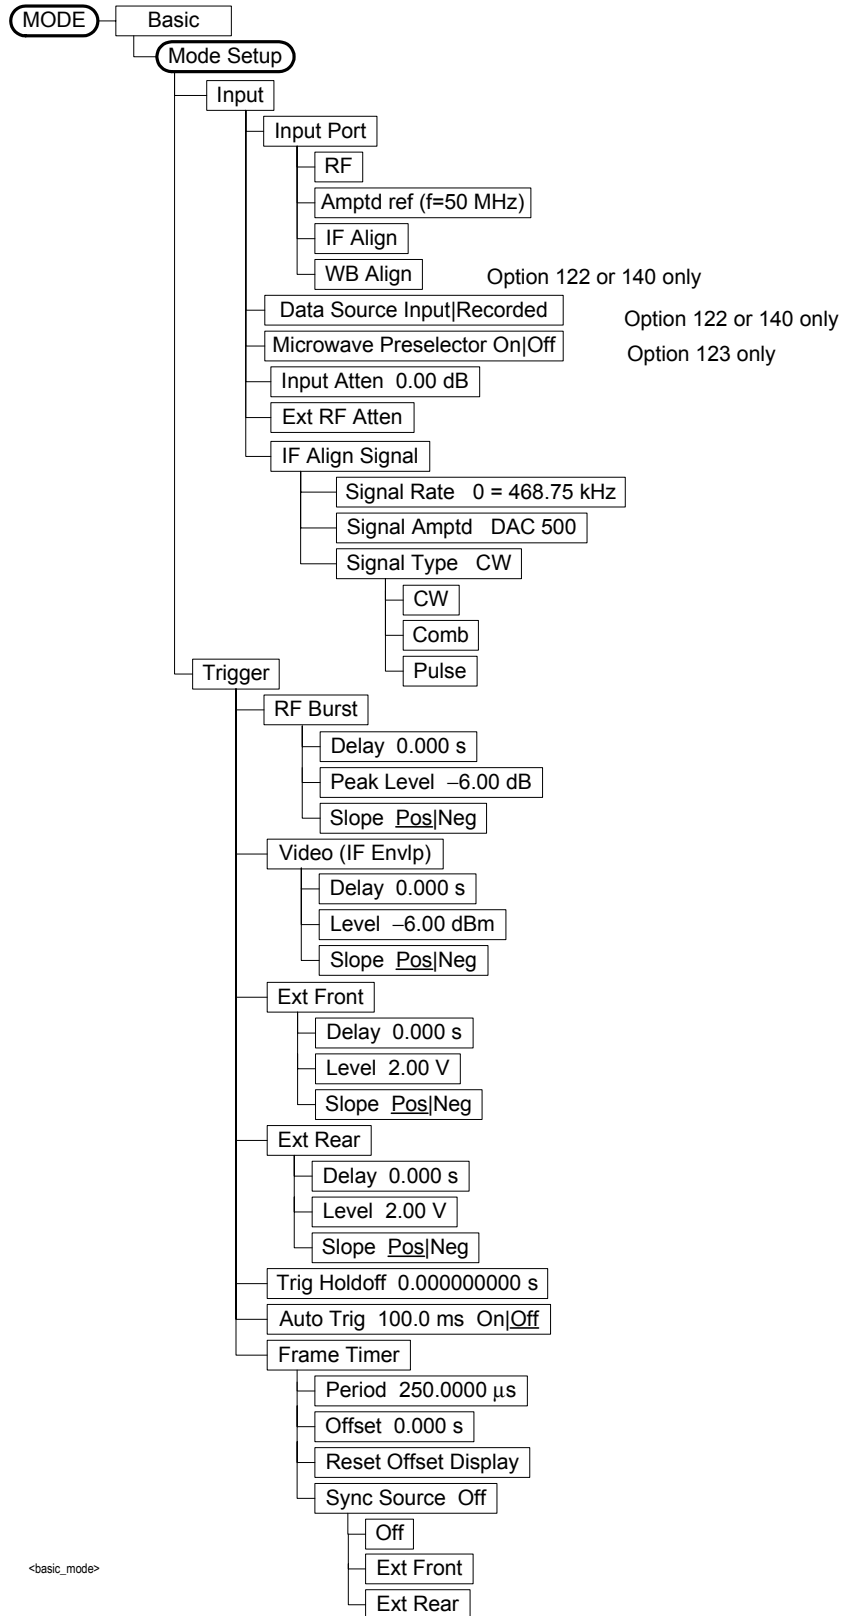 MODE Basic
Mode Setup
Input
Input Port
RF
Amptd ref (f=50 MHz)
IF Align
WB Align Option 122 or 140 only
Data Source Input|Recorded Option 122 or 140 only
Microwave Preselector On|Off Option 123 only
Input Atten 0.00 dB
Ext RF Atten
IF Align Signal
Signal Rate 0 = 468.75 kHz
Signal Amptd DAC 500
Signal Type CW
CW
Comb
Pulse
Trigger
RF Burst
Delay 0.000 s
Peak Level –6.00 dB
Slope Pos|Neg
Video (IF Envlp)
Delay 0.000 s
Level –6.00 dBm
Slope Pos|Neg
Ext Front
Delay 0.000 s
Level 2.00 V
Slope Pos|Neg
Ext Rear
Delay 0.000 s
Level 2.00 V
Slope Pos|Neg
Trig Holdoff 0.000000000 s
Auto Trig 100.0 ms On|Off
Frame Timer
Period 250.0000 µs
Offset 0.000 s
Reset Offset Display
Sync Source Off
Off
Ext Front
Ext Rear
<basic_mode>